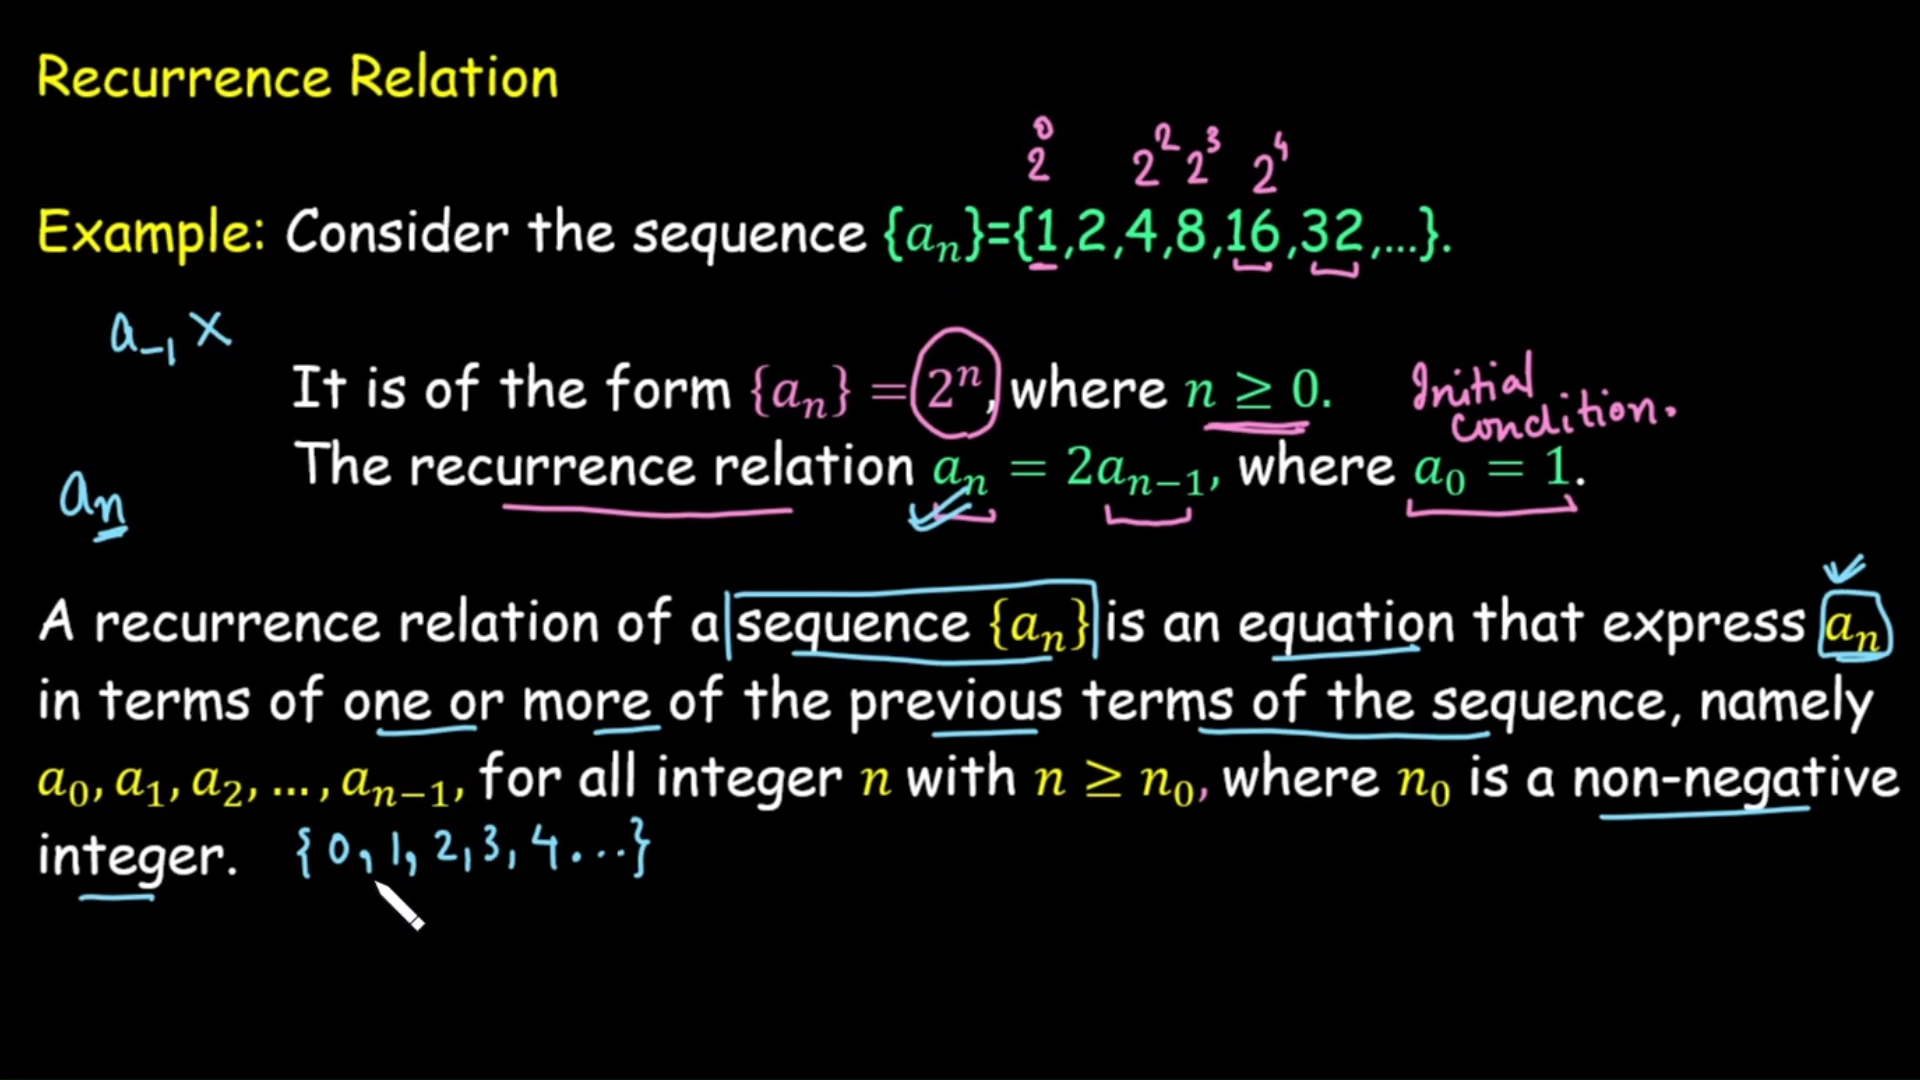 Recurrence Relation
2⁰ 2² 2³ 2⁴
Example: Consider the sequence {aₙ}={1,2,4,8,16,32,...}.
a₋₁ ×
It is of the form {aₙ} = 2ⁿ, where n ≥ 0.
Initial
condition.
The recurrence relation aₙ = 2aₙ₋₁, where a₀ = 1.
aₙ
A recurrence relation of a sequence {aₙ} is an equation that express aₙ
in terms of one or more of the previous terms of the sequence, namely
a₀, a₁, a₂, ... , aₙ₋₁, for all integer n with n ≥ n₀, where n₀ is a non-negative
integer. {0, 1, 2, 3, 4...}